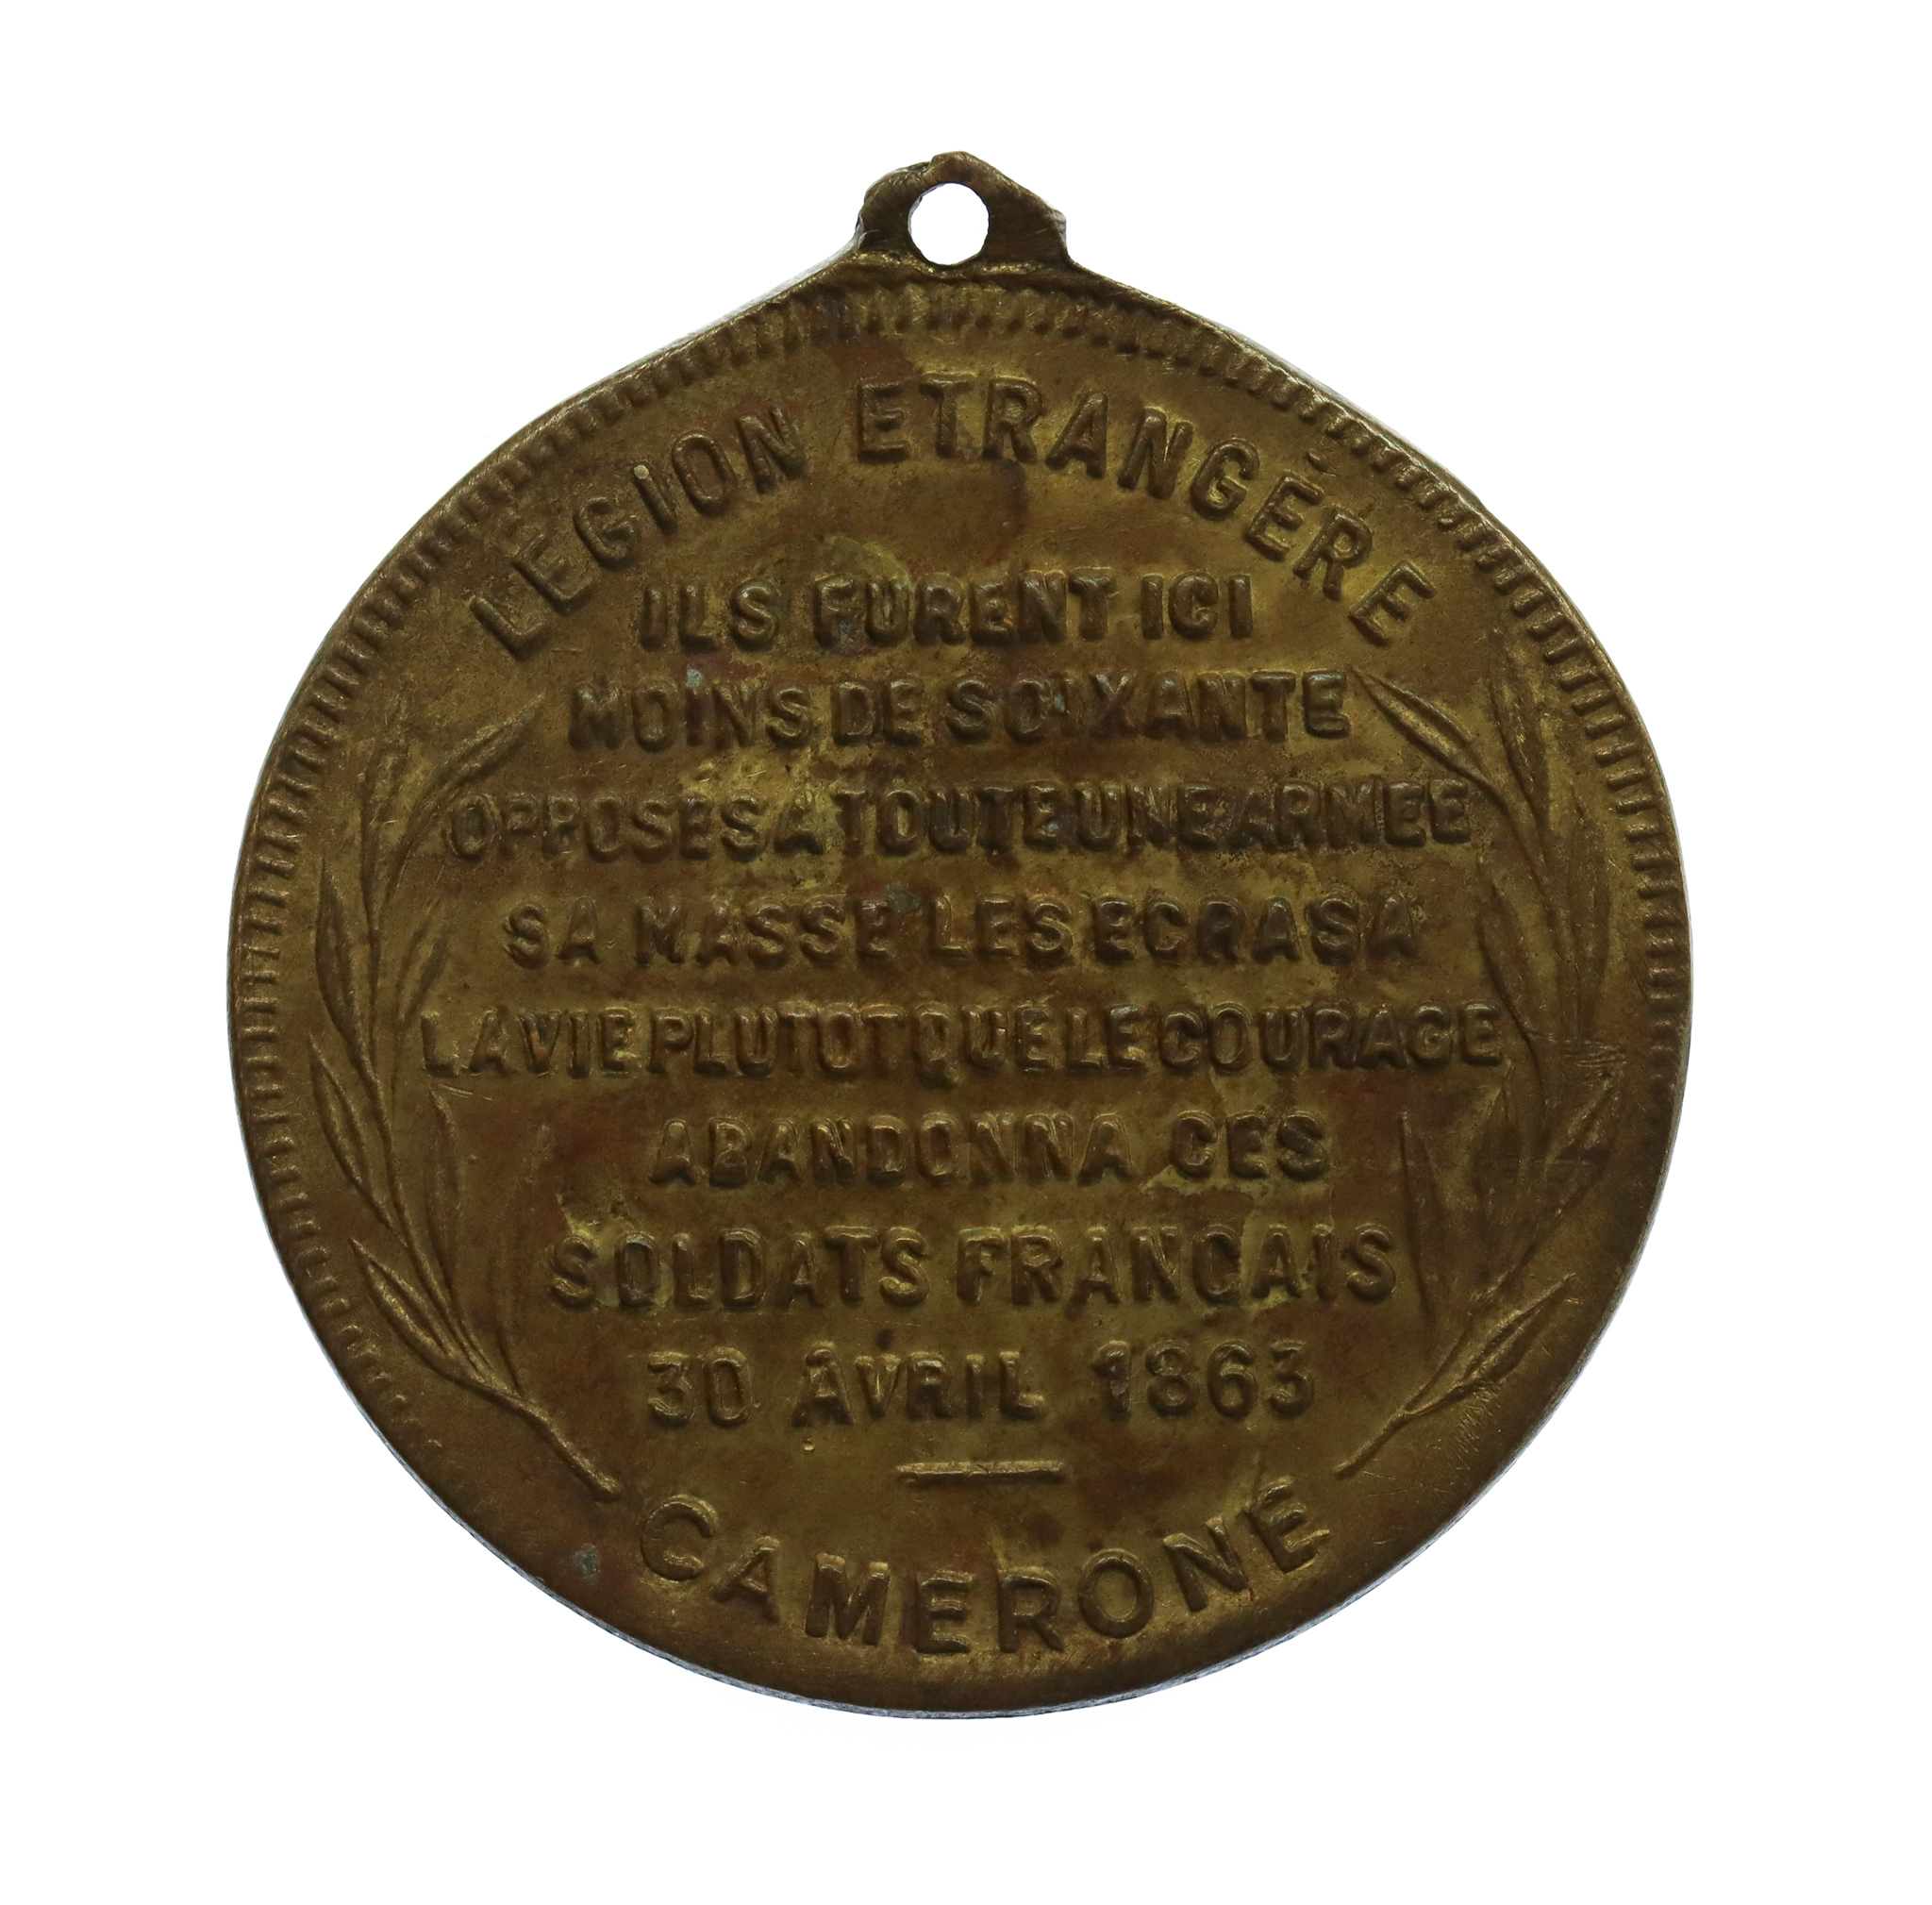 LÉGION ETRANGÈRE
ILS FURENT ICI
MOINS DE SOIXANTE
OPPOSES A TOUTE UNE ARMEE
SA MASSE LES ECRASA
LA VIE PLUTOT QUE LE COURAGE
ABANDONNA CES
SOLDATS FRANÇAIS
30 AVRIL 1863
CAMERONE